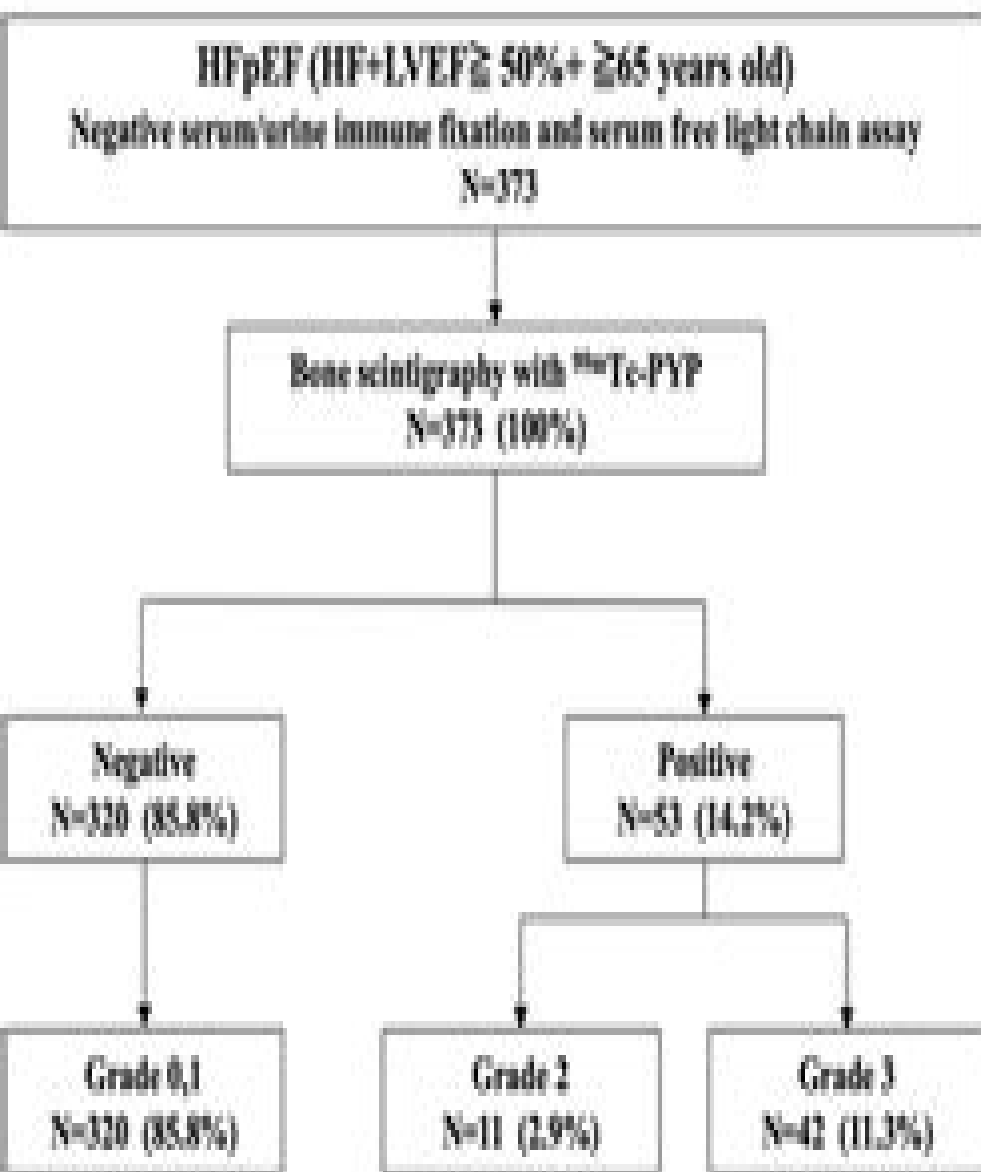 HFpEF (HF+LVEF≧ 50%+ ≧65 years old)
Negative serum/urine immune fixation and serum free light chain assay
N=373
Bone scintigraphy with ⁹⁹ᵐTc-PYP
N=373 (100%)
Negative
N=320 (85.8%)
Positive
N=53 (14.2%)
Grade 0,1
N=320 (85.8%)
Grade 2
N=11 (2.9%)
Grade 3
N=42 (11.3%)